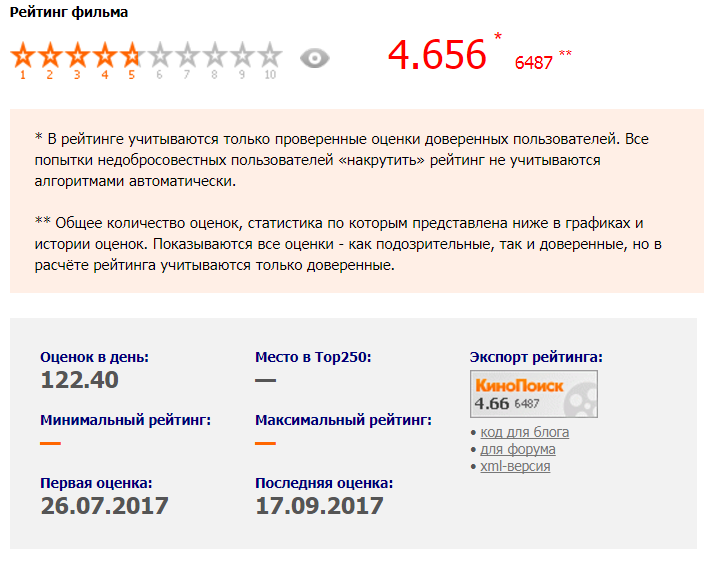 Рейтинг фильма
4.656 * 6487 **
1 2 3 4 5 6 7 8 9 10
* В рейтинге учитываются только проверенные оценки доверенных пользователей. Все
попытки недобросовестных пользователей «накрутить» рейтинг не учитываются
алгоритмами автоматически.
** Общее количество оценок, статистика по которым представлена ниже в графиках и
истории оценок. Показываются все оценки - как подозрительные, так и доверенные, но в
расчёте рейтинга учитываются только доверенные.
Оценок в день:
122.40
Место в Top250:
—
Экспорт рейтинга:
КиноПоиск
4.66 6487
• код для блога
• для форума
• xml-версия
Минимальный рейтинг:
—
Максимальный рейтинг:
—
Первая оценка:
26.07.2017
Последняя оценка:
17.09.2017